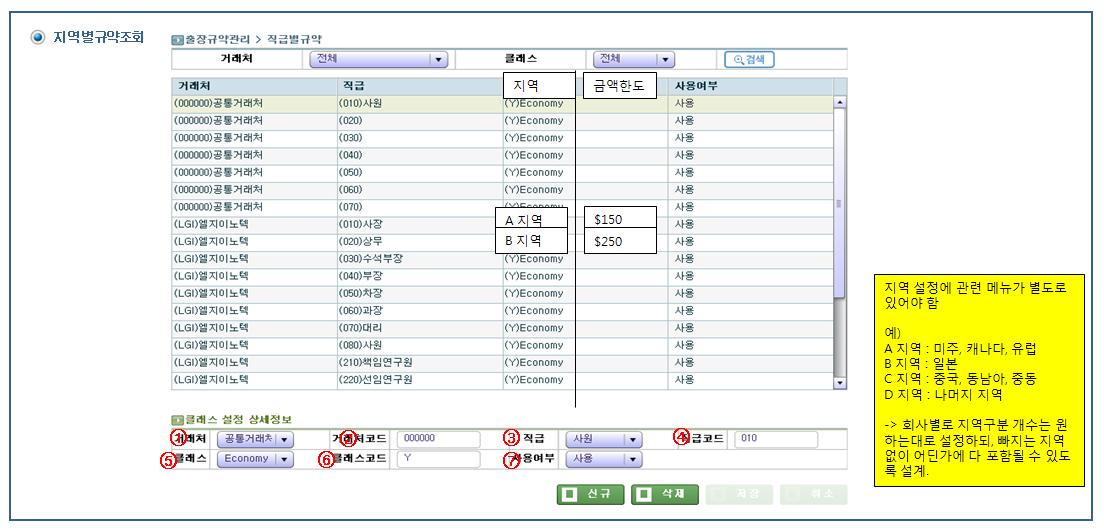 지역별규약조회
출장규약관리 > 직급별규약
거래처 전체 클래스 전체 검색
거래처 직급 지역 금액한도 사용여부
(000000)공통거래처 (010)사원 (Y)Economy 사용
(000000)공통거래처 (020) (Y)Economy 사용
(000000)공통거래처 (030) (Y)Economy 사용
(000000)공통거래처 (040) (Y)Economy 사용
(000000)공통거래처 (050) (Y)Economy 사용
(000000)공통거래처 (060) (Y)Economy 사용
(000000)공통거래처 (070) (Y)Economy 사용
(LGI)엘지이노텍 (010)사장 A 지역 $150 사용
(LGI)엘지이노텍 (020)상무 B 지역 $250 사용
(LGI)엘지이노텍 (030)수석부장 (Y)Economy 사용
(LGI)엘지이노텍 (040)부장 (Y)Economy 사용
(LGI)엘지이노텍 (050)차장 (Y)Economy 사용
(LGI)엘지이노텍 (060)과장 (Y)Economy 사용
(LGI)엘지이노텍 (070)대리 (Y)Economy 사용
(LGI)엘지이노텍 (080)사원 (Y)Economy 사용
(LGI)엘지이노텍 (210)책임연구원 (Y)Economy 사용
(LGI)엘지이노텍 (220)선임연구원 (Y)Economy 사용
지역 설정에 관련 메뉴가 별도로
있어야 함
예)
A 지역 : 미주, 캐나다, 유럽
B 지역 : 일본
C 지역 : 중국, 동남아, 중동
D 지역 : 나머지 지역
-> 회사별로 지역구분 개수는 원
하는대로 설정하되, 빠지는 지역
없이 어딘가에 다 포함될 수 있도
록 설계.
클래스 설정 상세정보
① 거래처 공통거래처 거래처코드 000000 ③ 직급 사원 ④ 직급코드 010
⑤ 클래스 Economy ⑥ 클래스코드 Y ⑦ 사용여부 사용
신규 삭제 저장 취소